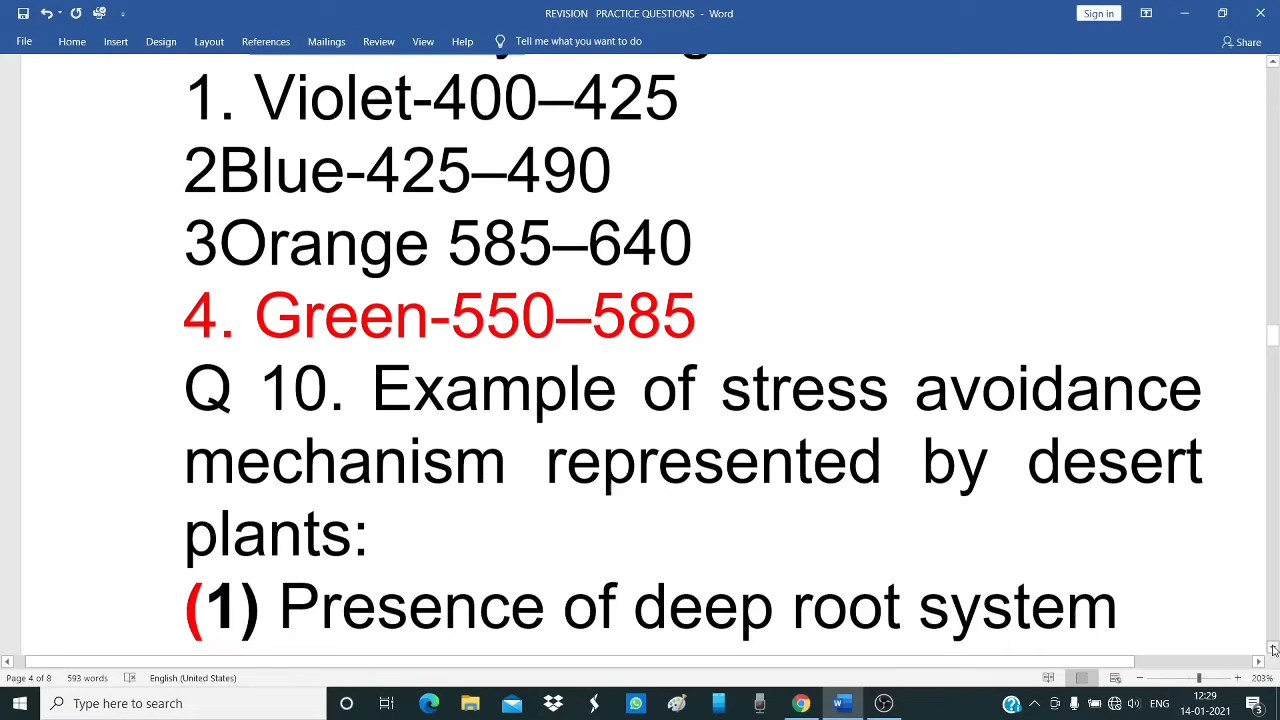 REVISION PRACTICE QUESTIONS - Word
Sign in
File Home Insert Design Layout References Mailings Review View Help Tell me what you want to do Share
1. Violet-400–425
2Blue-425–490
3Orange 585–640
4. Green-550–585
Q 10. Example of stress avoidance
mechanism represented by desert
plants:
(1) Presence of deep root system
Page 4 of 8 593 words English (United States) 203%
Type here to search
ENG
12:29
14-01-2021
3